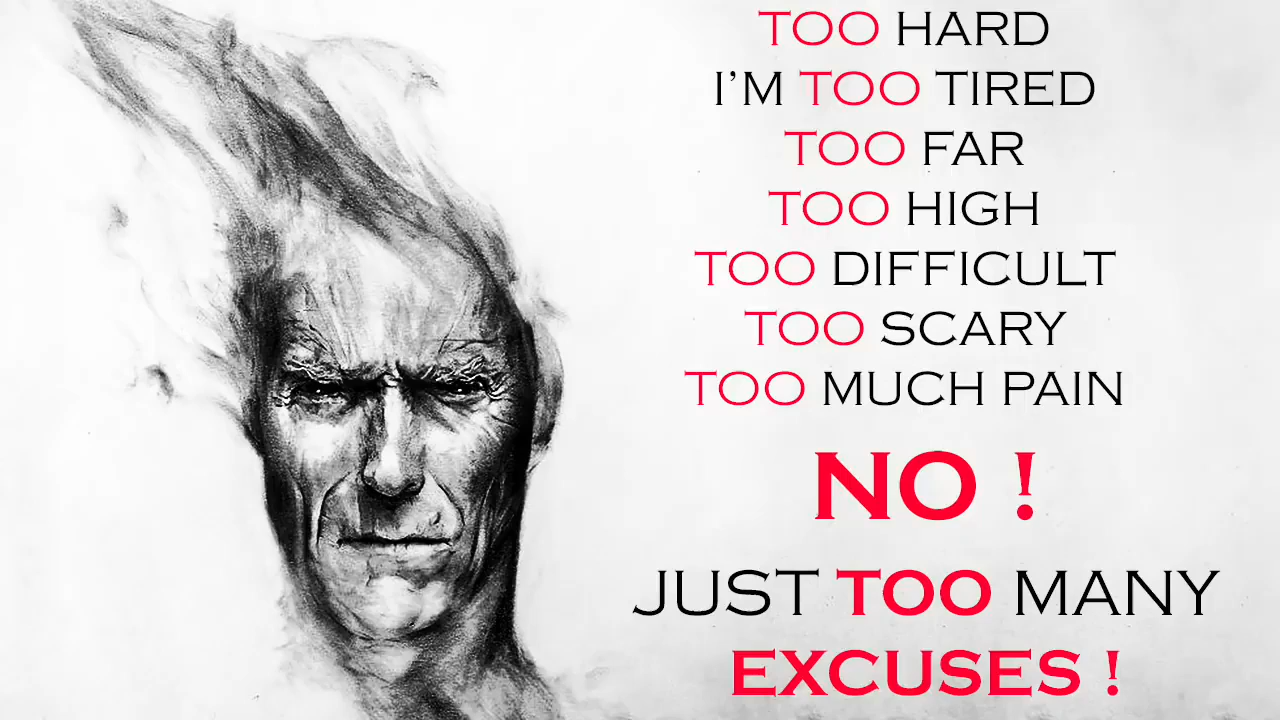 TOO HARD
I'M TOO TIRED
TOO FAR
TOO HIGH
TOO DIFFICULT
TOO SCARY
TOO MUCH PAIN
NO !
JUST TOO MANY
EXCUSES !